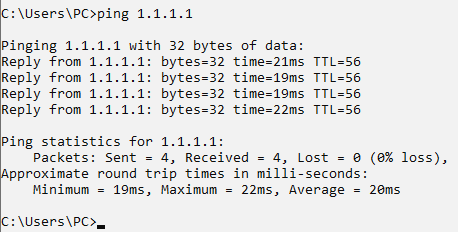 C:\Users\PC>ping 1.1.1.1
Pinging 1.1.1.1 with 32 bytes of data:
Reply from 1.1.1.1: bytes=32 time=21ms TTL=56
Reply from 1.1.1.1: bytes=32 time=19ms TTL=56
Reply from 1.1.1.1: bytes=32 time=19ms TTL=56
Reply from 1.1.1.1: bytes=32 time=22ms TTL=56
Ping statistics for 1.1.1.1:
    Packets: Sent = 4, Received = 4, Lost = 0 (0% loss),
Approximate round trip times in milli-seconds:
    Minimum = 19ms, Maximum = 22ms, Average = 20ms
C:\Users\PC>